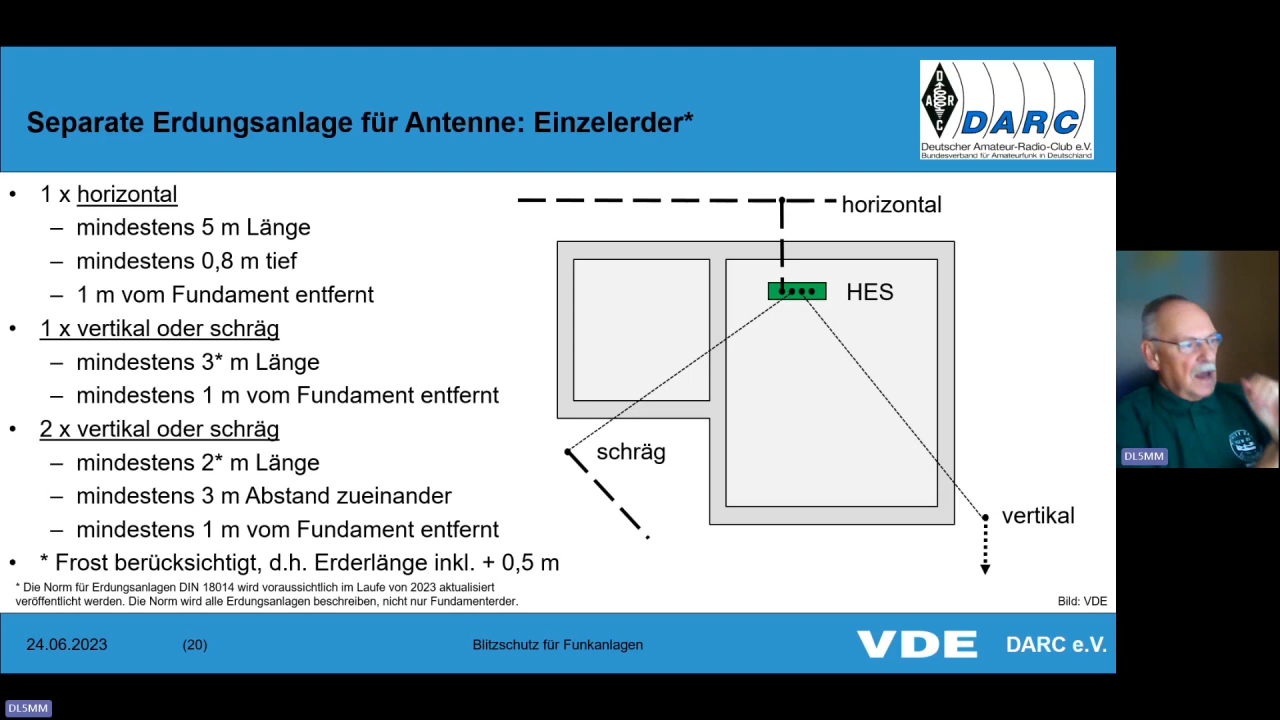 Separate Erdungsanlage für Antenne: Einzelerder*
D
A R
C
DARC
Deutscher Amateur-Radio-Club e.V.
Bundesverband für Amateurfunk in Deutschland
• 1 x horizontal
– mindestens 5 m Länge
– mindestens 0,8 m tief
– 1 m vom Fundament entfernt
• 1 x vertikal oder schräg
– mindestens 3* m Länge
– mindestens 1 m vom Fundament entfernt
• 2 x vertikal oder schräg
– mindestens 2* m Länge
– mindestens 3 m Abstand zueinander
– mindestens 1 m vom Fundament entfernt
• * Frost berücksichtigt, d.h. Erderlänge inkl. + 0,5 m
* Die Norm für Erdungsanlagen DIN 18014 wird voraussichtlich im Laufe von 2023 aktualisiert
veröffentlicht werden. Die Norm wird alle Erdungsanlagen beschreiben, nicht nur Fundamenterder.
horizontal
HES
schräg
vertikal
Bild: VDE
24.06.2023
(20)
Blitzschutz für Funkanlagen
VDE
DARC e.V.
DL5MM
DL5MM